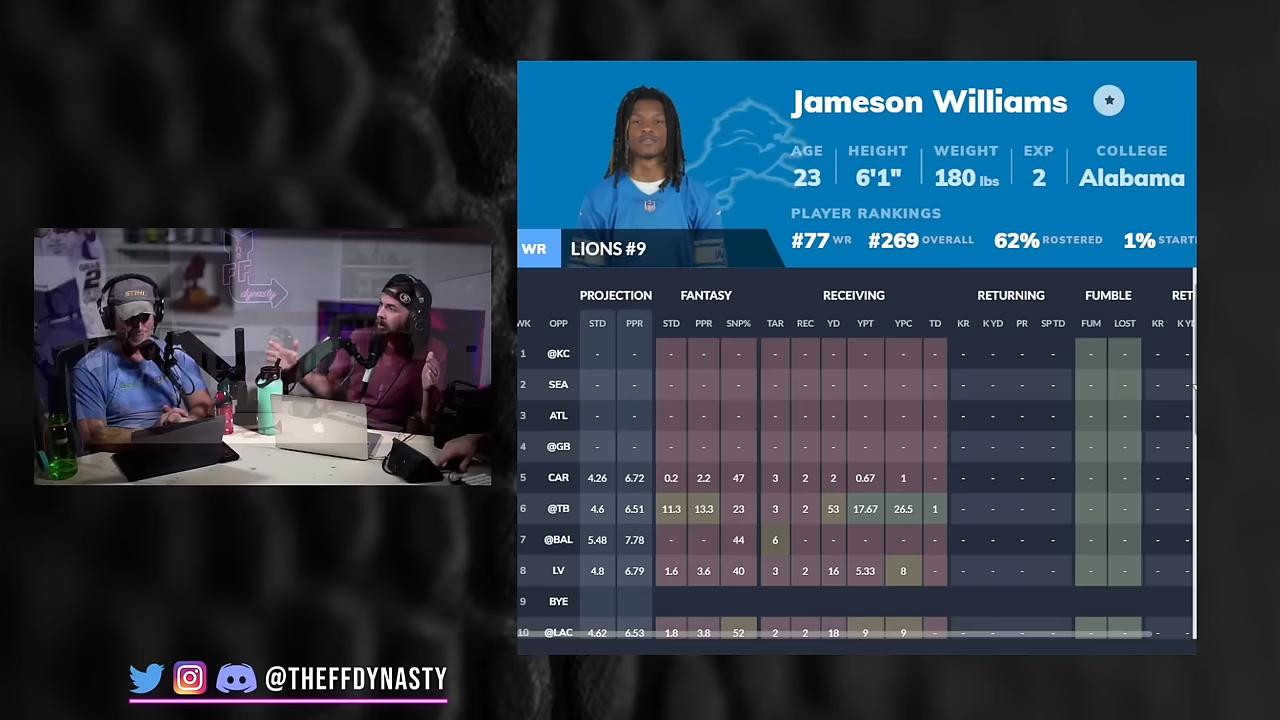 Jameson Williams
AGE HEIGHT WEIGHT EXP COLLEGE
23 6'1" 180 lbs 2 Alabama
PLAYER RANKINGS
#77 WR #269 OVERALL 62% ROSTERED 1% STARTI
WR LIONS #9
PROJECTION FANTASY RECEIVING RETURNING FUMBLE RET
WK OPP STD PPR STD PPR SNP% TAR REC YD YPT YPC TD KR K YD PR SP TD FUM LOST KR K YD
1 @KC - - - - - - - - - - - - - - - - - - -
2 SEA - - - - - - - - - - - - - - - - - - -
3 ATL - - - - - - - - - - - - - - - - - - -
4 @GB - - - - - - - - - - - - - - - - - - -
5 CAR 4.26 6.72 0.2 2.2 47 3 2 2 0.67 1 - - - - - - - - -
6 @TB 4.6 6.51 11.3 13.3 23 3 2 53 17.67 26.5 1 - - - - - - - -
7 @BAL 5.48 7.78 - - 44 6 - - - - - - - - - - - - -
8 LV 4.8 6.79 1.6 3.6 40 3 2 16 5.33 8 - - - - - - - - -
9 BYE
10 @LAC 4.62 6.53 1.8 3.8 52 2 2 18 9 9 - - - - - - - - -
STIHL
FF
dynasty
@THEFFDYNASTY